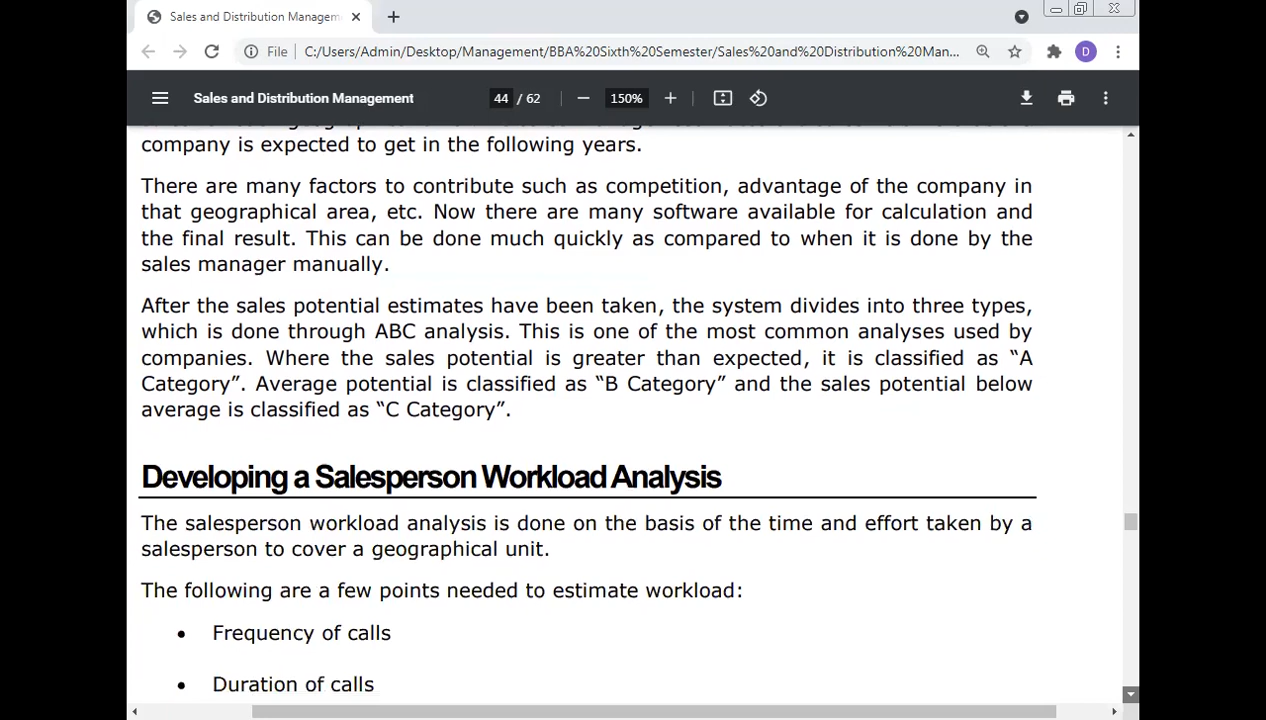 Sales and Distribution Managem
File
C:/Users/Admin/Desktop/Management/BBA%20Sixth%20Semester/Sales%20and%20Distribution%20Man...
D
Sales and Distribution Management
44 / 62
150%
company is expected to get in the following years.
There are many factors to contribute such as competition, advantage of the company in
that geographical area, etc. Now there are many software available for calculation and
the final result. This can be done much quickly as compared to when it is done by the
sales manager manually.
After the sales potential estimates have been taken, the system divides into three types,
which is done through ABC analysis. This is one of the most common analyses used by
companies. Where the sales potential is greater than expected, it is classified as “A
Category”. Average potential is classified as “B Category” and the sales potential below
average is classified as “C Category”.
Developing a Salesperson Workload Analysis
The salesperson workload analysis is done on the basis of the time and effort taken by a
salesperson to cover a geographical unit.
The following are a few points needed to estimate workload:
• Frequency of calls
• Duration of calls